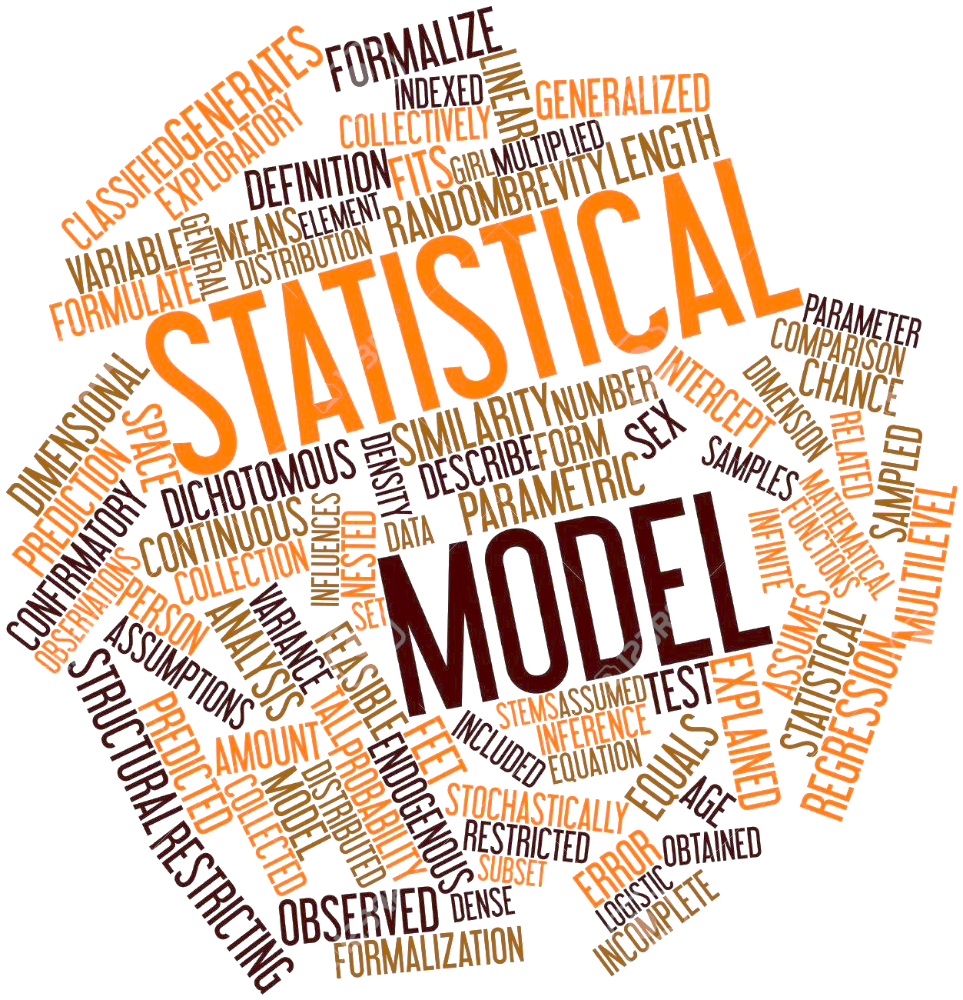 FORMALIZE
GENERATES
LINEAR
INDEXED
GENERALIZED
CLASSIFIED
EXPLORATORY
COLLECTIVELY
MULTIPLIED
LENGTH
DEFINITION
FITS
GIRL
BREVITY
RANDOM
VARIABLE
GENERAL
MEANS
ELEMENT
DISTRIBUTION
FORMULATE
STATISTICAL
PARAMETER
COMPARISON
CHANCE
DIMENSIONAL
SPACE
SIMILARITY
NUMBER
INTERCEPT
DIMENSION
RELATED
SAMPLED
PREDICTION
DICHOTOMOUS
DENSITY
DESCRIBE
FORM
SEX
SAMPLES
MATHEMATICAL
MULTILEVEL
CONFIRMATORY
CONTINUOUS
INFLUENCES
NESTED
DATA
PARAMETRIC
INFINITE
FUNCTIONS
OBSERVATIONS
PERSON
COLLECTION
SET
MODEL
ASSUMPTIONS
ANALYSIS
VARIANCE
FEASIBLE
ASSUMES
STATISTICAL
REGRESSION
STRUCTURAL
PREDICTED
TALL
STEMS
ASSUMED
TEST
EXPLAINED
AMOUNT
FEET
INCLUDED
INFERENCE
EQUATION
EQUALS
COLLECTED
MODEL
DISTRIBUTED
PROBABILITY
ENDOGENOUS
STOCHASTICALLY
AGE
RESTRICTING
RESTRICTED
ERROR
OBTAINED
SUBSET
LOGISTIC
OBSERVED
DENSE
INCOMPLETE
FORMALIZATION